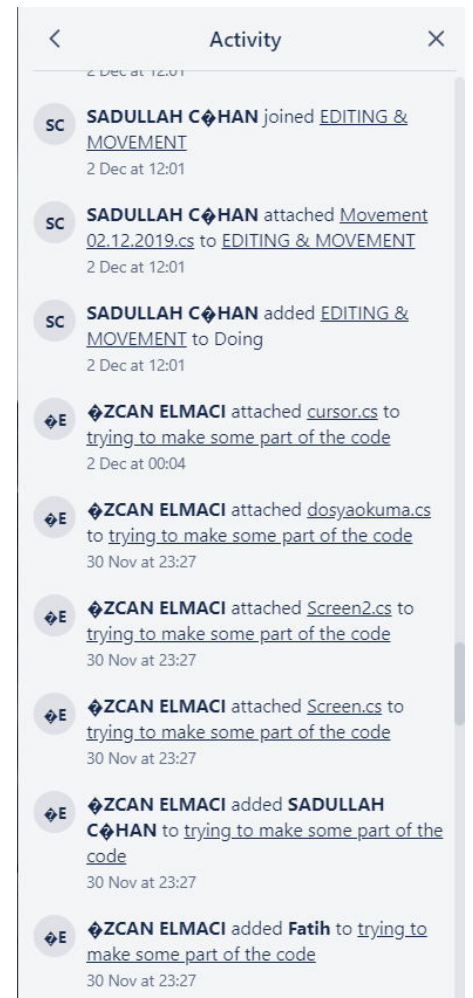 Activity
2 Dec at 12:01
SC
SADULLAH C�HAN joined EDITING &
MOVEMENT
2 Dec at 12:01
SC
SADULLAH C�HAN attached Movement
02.12.2019.cs to EDITING & MOVEMENT
2 Dec at 12:01
SC
SADULLAH C�HAN added EDITING &
MOVEMENT to Doing
2 Dec at 12:01
�E
�ZCAN ELMACI attached cursor.cs to
trying to make some part of the code
2 Dec at 00:04
�E
�ZCAN ELMACI attached dosyaokuma.cs
to trying to make some part of the code
30 Nov at 23:27
�E
�ZCAN ELMACI attached Screen2.cs to
trying to make some part of the code
30 Nov at 23:27
�E
�ZCAN ELMACI attached Screen.cs to
trying to make some part of the code
30 Nov at 23:27
�E
�ZCAN ELMACI added SADULLAH
C�HAN to trying to make some part of the
code
30 Nov at 23:27
�E
�ZCAN ELMACI added Fatih to trying to
make some part of the code
30 Nov at 23:27